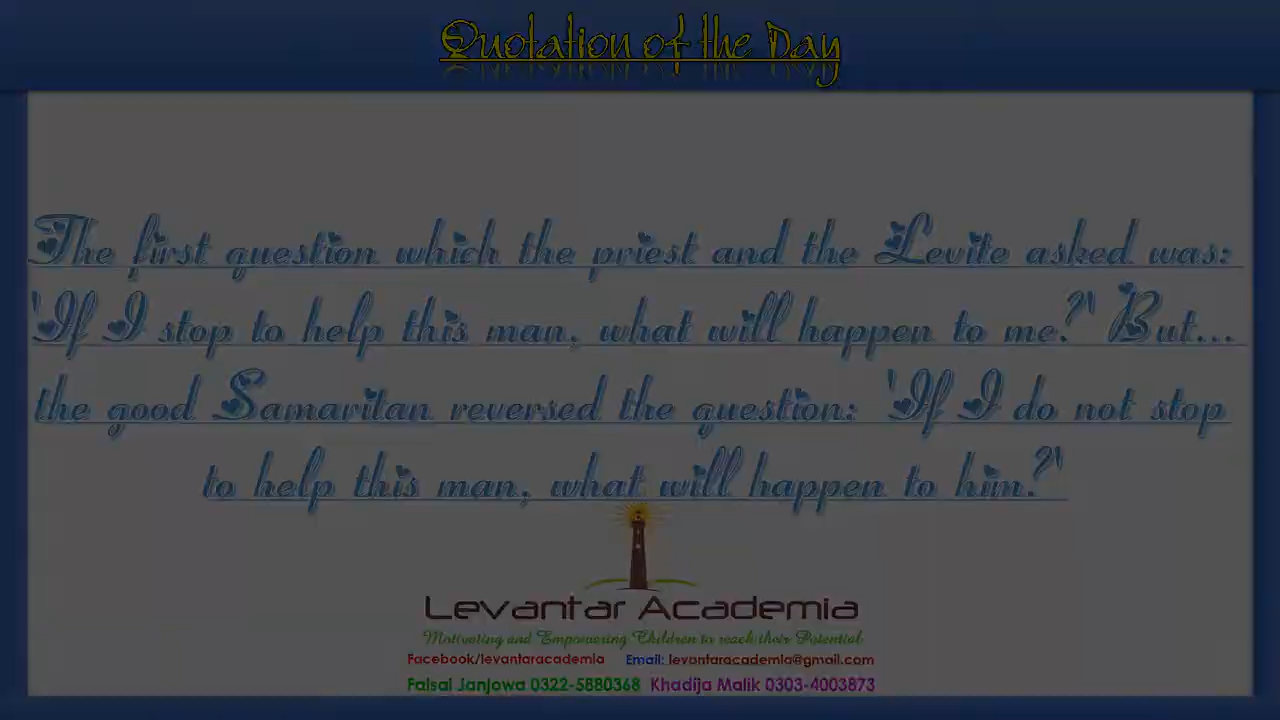 Quotation of the Day
The first question which the priest and the Levite asked was:
'If I stop to help this man, what will happen to me?' But...
the good Samaritan reversed the question: 'If I do not stop
to help this man, what will happen to him?'
Levantar Academia
Motivating and Empowering Children to reach their Potential
Facebook/levantaracademia Email: levantaracademia@gmail.com
Faisal Janjowa 0322-5880368 Khadija Malik 0303-4003873